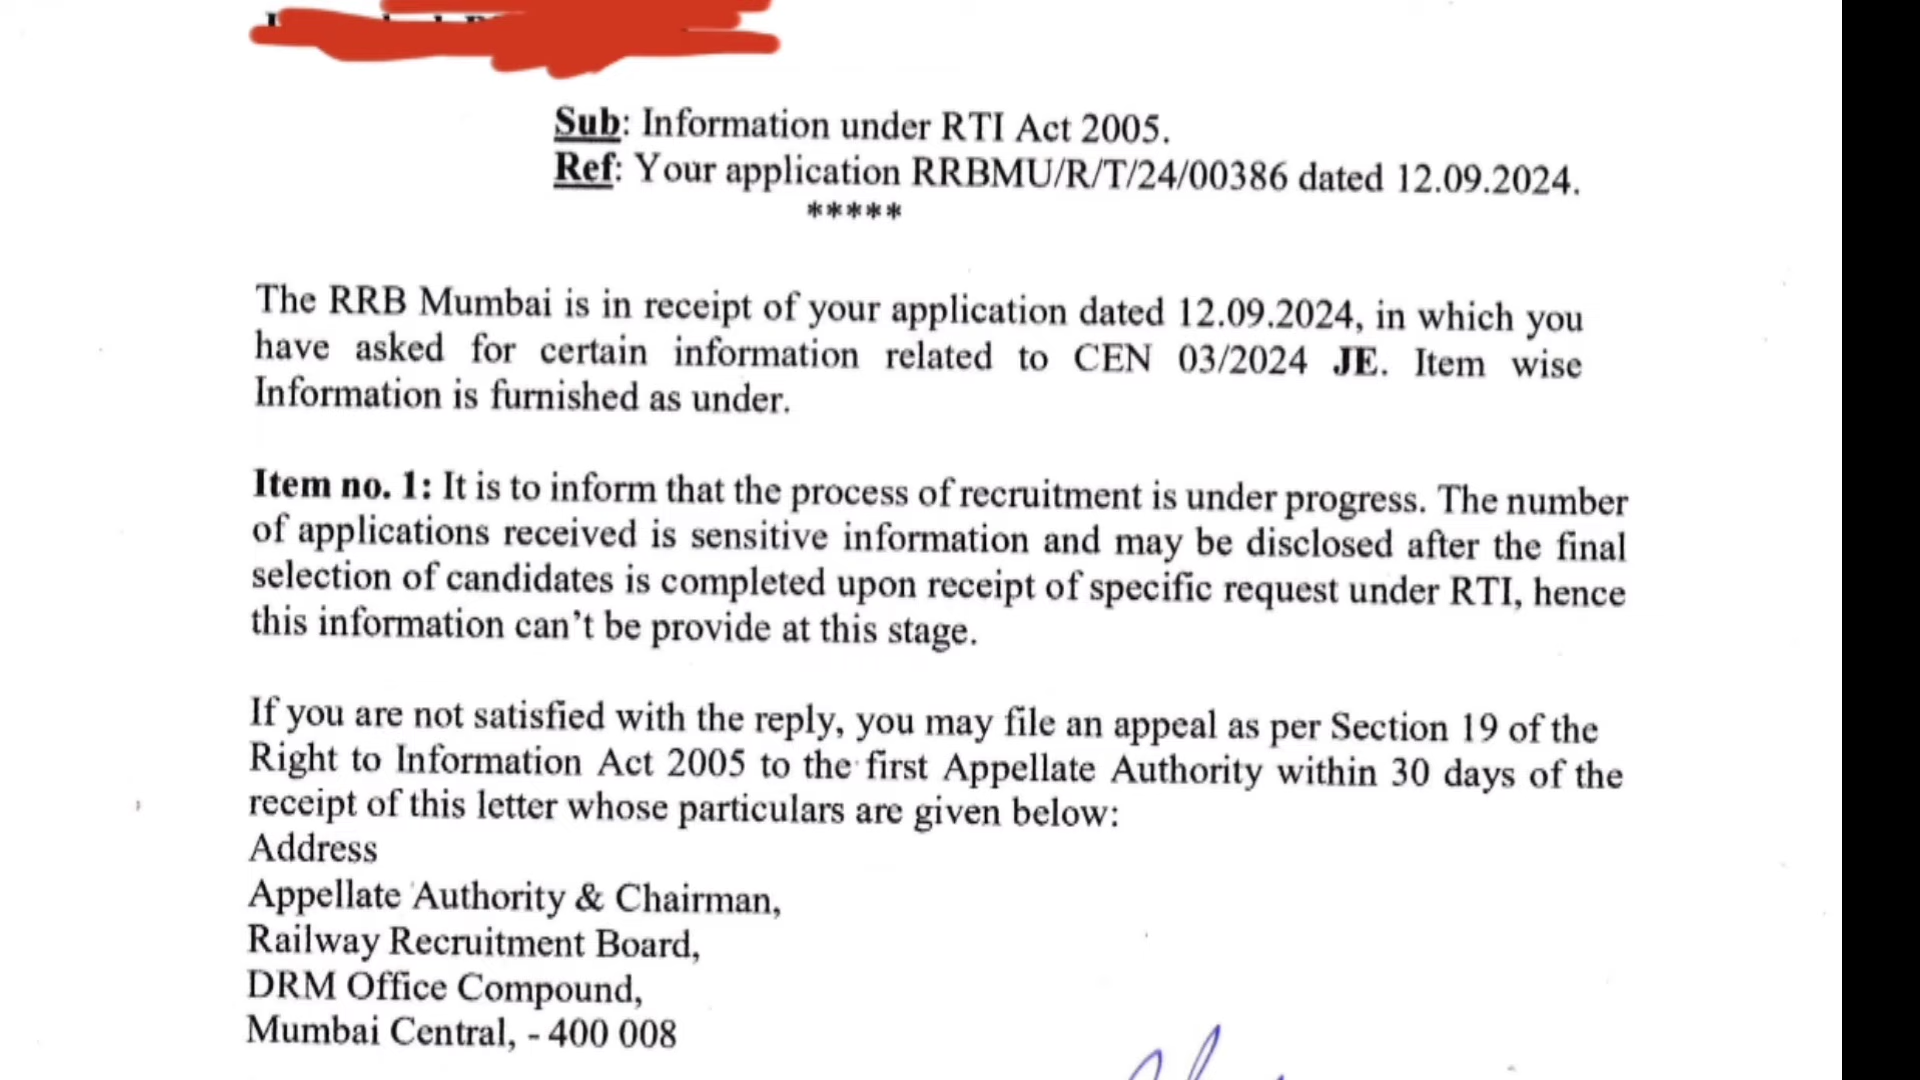 Sub: Information under RTI Act 2005.
Ref: Your application RRBMU/R/T/24/00386 dated 12.09.2024.
*****
The RRB Mumbai is in receipt of your application dated 12.09.2024, in which you
have asked for certain information related to CEN 03/2024 JE. Item wise
Information is furnished as under.
Item no. 1: It is to inform that the process of recruitment is under progress. The number
of applications received is sensitive information and may be disclosed after the final
selection of candidates is completed upon receipt of specific request under RTI, hence
this information can't be provide at this stage.
If you are not satisfied with the reply, you may file an appeal as per Section 19 of the
Right to Information Act 2005 to the first Appellate Authority within 30 days of the
receipt of this letter whose particulars are given below:
Address
Appellate Authority & Chairman,
Railway Recruitment Board,
DRM Office Compound,
Mumbai Central, - 400 008